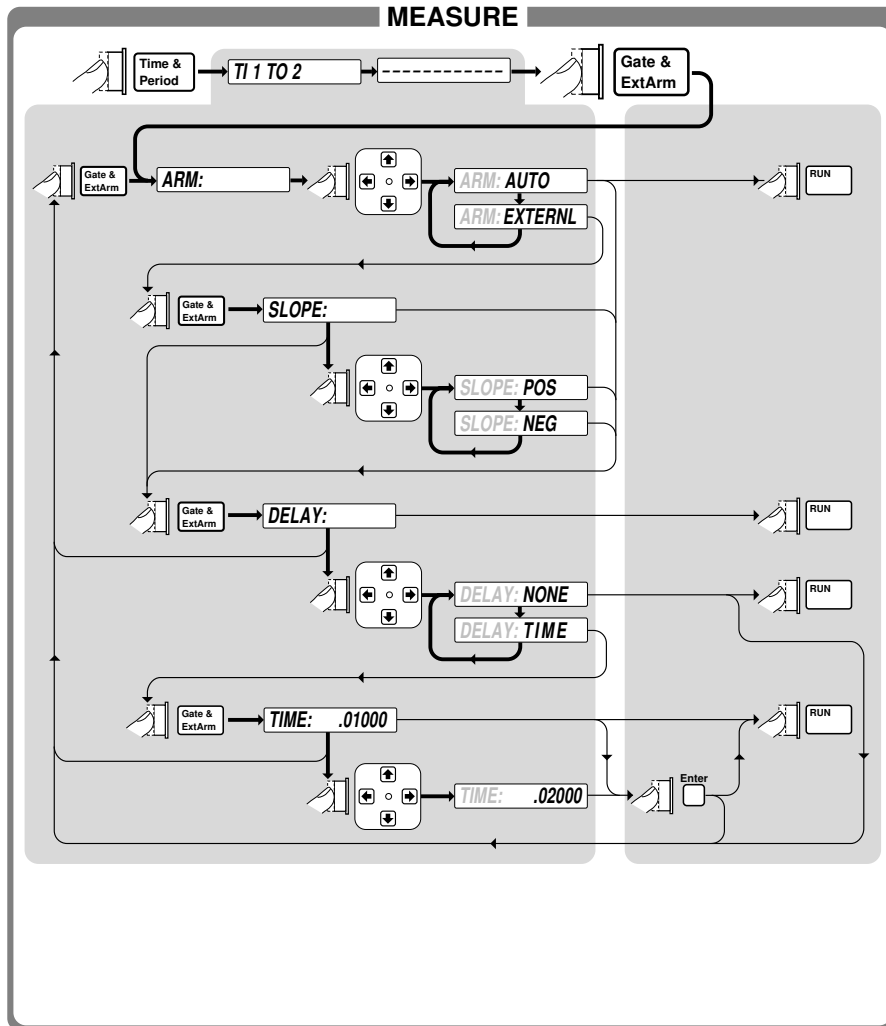 MEASURE
Time &
Period
TI 1 TO 2
------------
Gate &
ExtArm
Gate &
ExtArm
ARM:
ARM: AUTO
ARM: EXTERNL
RUN
Gate &
ExtArm
SLOPE:
SLOPE: POS
SLOPE: NEG
Gate &
ExtArm
DELAY:
RUN
DELAY: NONE
DELAY: TIME
RUN
Gate &
ExtArm
TIME: .01000
RUN
TIME: .02000
Enter